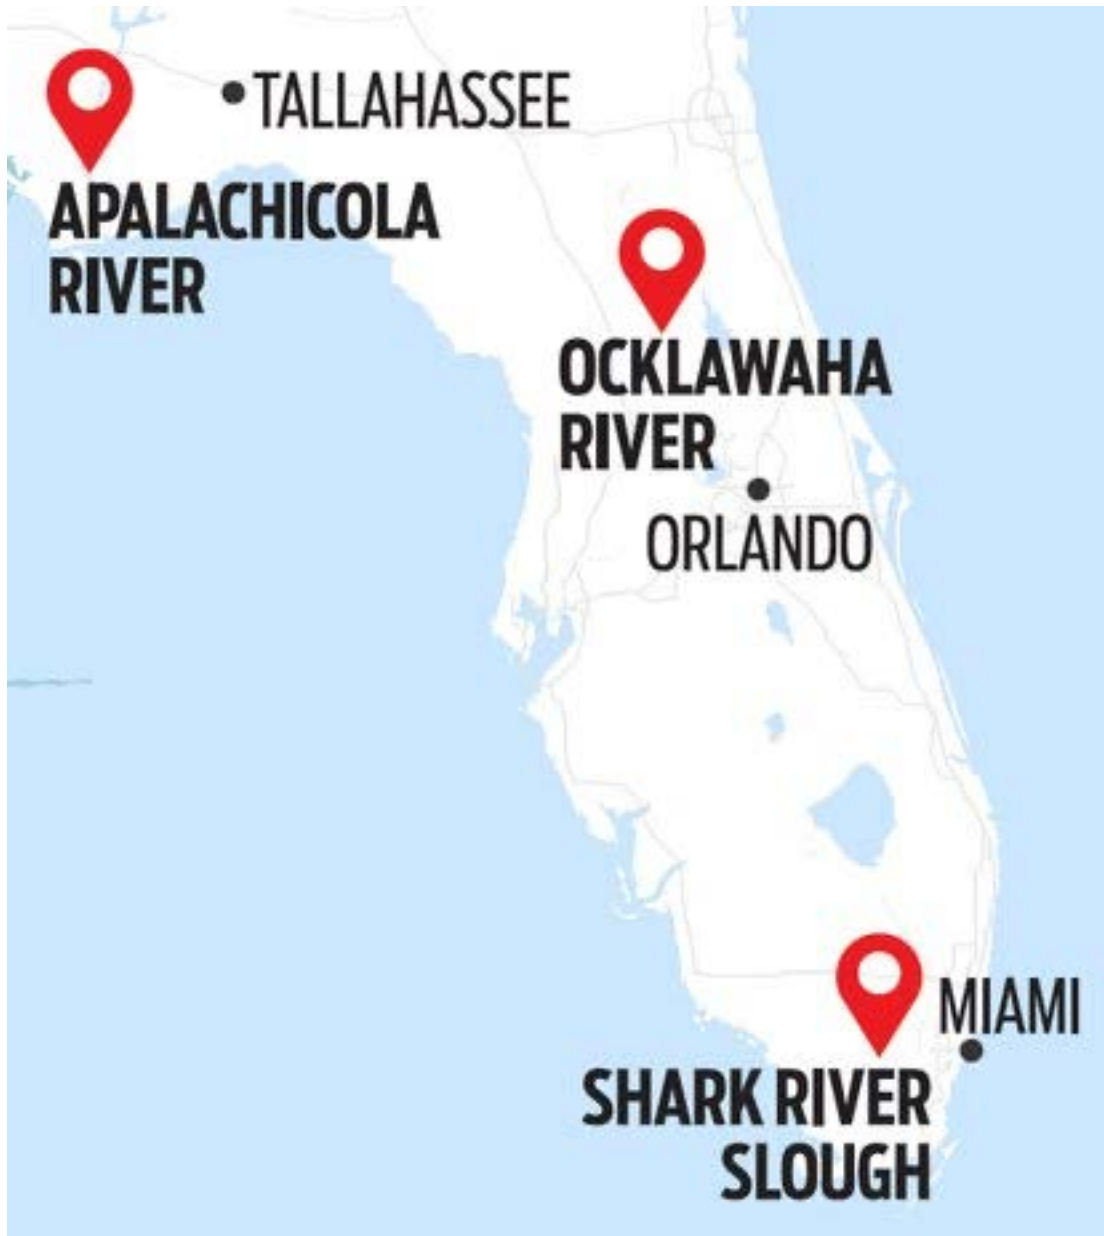 TALLAHASSEE
APALACHICOLA
RIVER
OCKLAWAHA
RIVER
ORLANDO
MIAMI
SHARK RIVER
SLOUGH